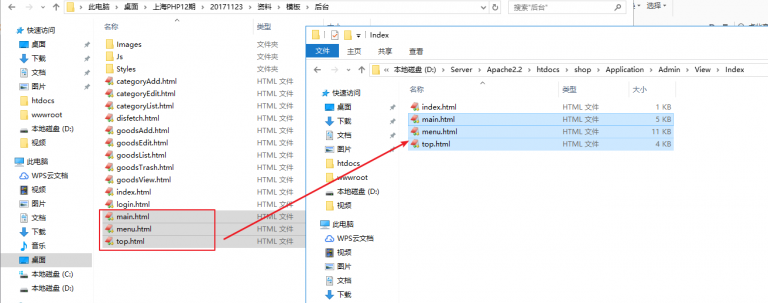 此电脑 › 桌面 › 上海PHP12期 › 20171123 › 资料 › 模板 › 后台
搜索"后台"
选择
快速访问
桌面
下载
文档
图片
htdocs
wwwroot
本地磁盘 (D:)
视频
此电脑
WPS云文档
视频
图片
文档
下载
音乐
桌面
本地磁盘 (C:)
本地磁盘 (D:)
名称
类型
Images 文件夹
Js 文件夹
Styles 文件夹
categoryAdd.html HTML 文件
categoryEdit.html HTML 文件
categoryList.html HTML 文件
disfetch.html HTML 文件
goodsAdd.html HTML 文件
goodsEdit.html HTML 文件
goodsList.html HTML 文件
goodsTrash.html HTML 文件
goodsView.html HTML 文件
index.html HTML 文件
login.html HTML 文件
main.html HTML 文件
menu.html HTML 文件
top.html HTML 文件
Index
文件 主页 共享 查看
« 本地磁盘 (D:) › Server › Apache2.2 › htdocs › shop › Application › Admin › View › Index
快速访问
桌面
下载
文档
图片
htdocs
wwwroot
本地磁盘 (D:)
视频
此电脑
WPS云文档
视频
图片
文档
下载
名称 类型 大小
index.html HTML 文件 1 KB
main.html HTML 文件 5 KB
menu.html HTML 文件 11 KB
top.html HTML 文件 4 KB